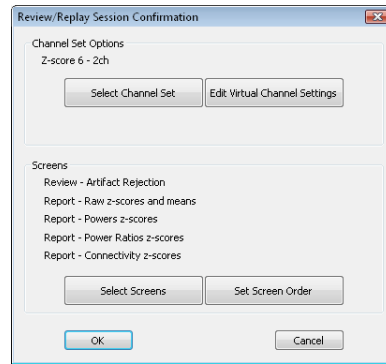 Review/Replay Session Confirmation
Channel Set Options
Z-score 6 - 2ch
Select Channel Set
Edit Virtual Channel Settings
Screens
Review - Artifact Rejection
Report - Raw z-scores and means
Report - Powers z-scores
Report - Power Ratios z-scores
Report - Connectivity z-scores
Select Screens
Set Screen Order
OK
Cancel